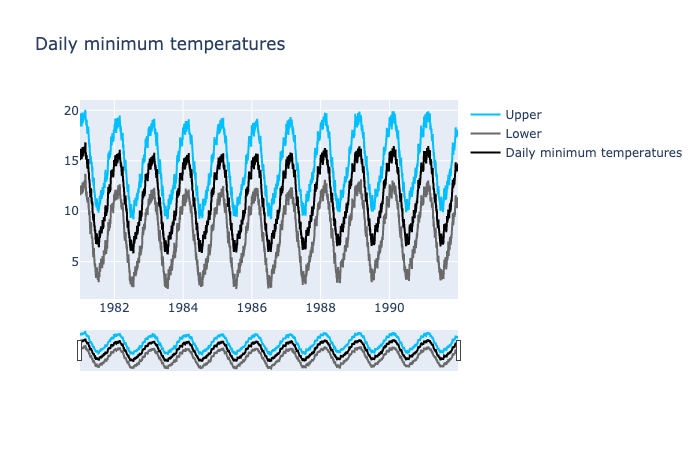 Daily minimum temperatures
20
15
10
5
1982 1984 1986 1988 1990
Upper
Lower
Daily minimum temperatures